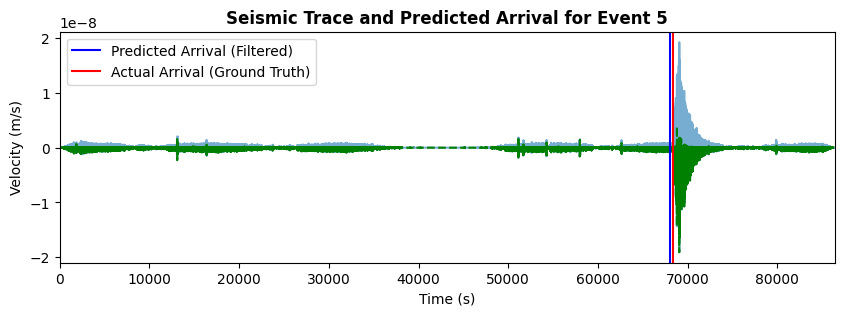 Seismic Trace and Predicted Arrival for Event 5
1e−8
Predicted Arrival (Filtered)
Actual Arrival (Ground Truth)
2
1
0
−1
−2
Velocity (m/s)
0 10000 20000 30000 40000 50000 60000 70000 80000
Time (s)